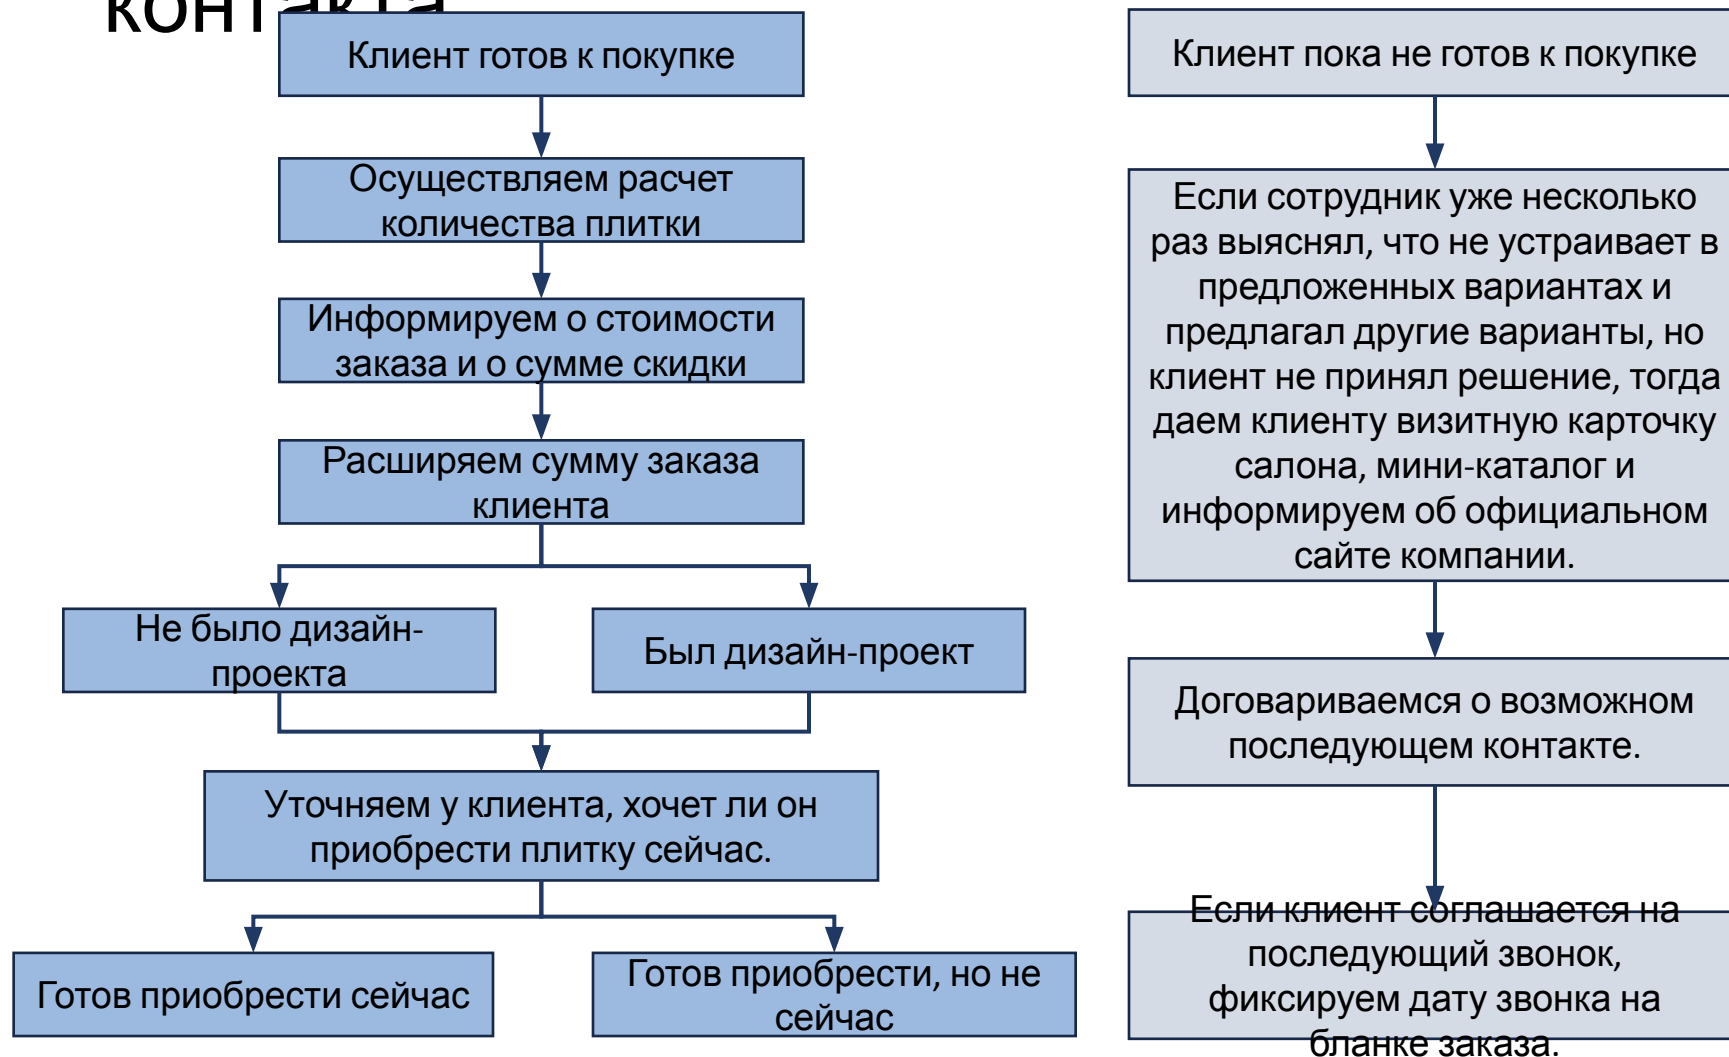 контакта
Клиент готов к покупке
Осуществляем расчет
количества плитки
Информируем о стоимости
заказа и о сумме скидки
Расширяем сумму заказа
клиента
Не было дизайн-
проекта
Был дизайн-проект
Уточняем у клиента, хочет ли он
приобрести плитку сейчас.
Готов приобрести сейчас
Готов приобрести, но не
сейчас
Клиент пока не готов к покупке
Если сотрудник уже несколько
раз выяснял, что не устраивает в
предложенных вариантах и
предлагал другие варианты, но
клиент не принял решение, тогда
даем клиенту визитную карточку
салона, мини-каталог и
информируем об официальном
сайте компании.
Договариваемся о возможном
последующем контакте.
Если клиент соглашается на
последующий звонок,
фиксируем дату звонка на
бланке заказа.